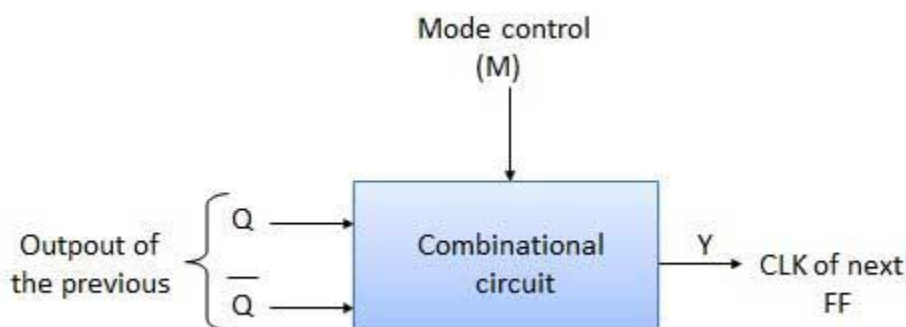 Mode control
(M)
Outpout of
the previous
Q
Q̅
Combinational
circuit
Y
CLK of next
FF